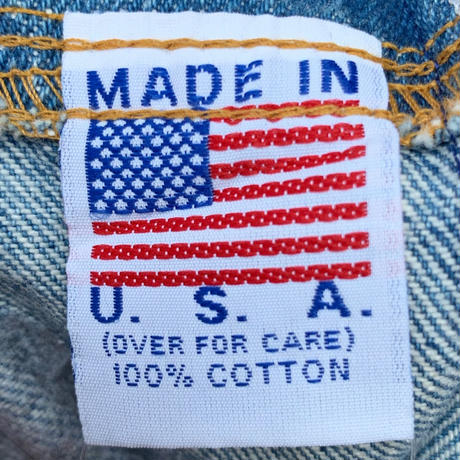 MADE IN
U. S. A.
(OVER FOR CARE)
100% COTTON